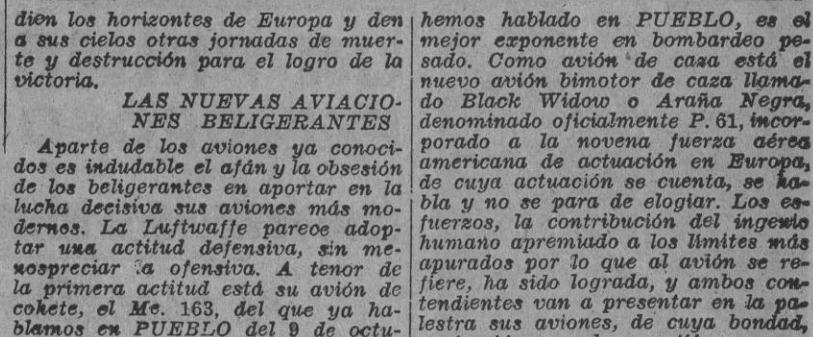 dien los horizontes de Europa y den
a sus cielos otras jornadas de muer-
te y destrucción para el logro de la
victoria.
LAS NUEVAS AVIACIO-
NES BELIGERANTES
Aparte de los aviones ya conoci-
dos es indudable el afán y la obsesión
de los beligerantes en aportar en la
lucha decisiva sus aviones más mo-
dernos. La Luftwaffe parece adop-
tar una actitud defensiva, sin me-
nospreciar la ofensiva. A tenor de
la primera actitud está su avión de
cohete, el Me. 163, del que ya ha-
blamos en PUEBLO del 9 de octu-
hemos hablado en PUEBLO, es el
mejor exponente en bombardeo pe-
sado. Como avión de caza está el
nuevo avión bimotor de caza llama-
do Black Widow o Araña Negra,
denominado oficialmente P. 61, incor-
porado a la novena fuerza aérea
americana de actuación en Europa,
de cuya actuación se cuenta, se ha-
bla y no se para de elogiar. Los es-
fuerzos, la contribución del ingenio
humano apremiado a los límites más
apurados por lo que al avión se re-
fiere, ha sido lograda, y ambos con-
tendientes van a presentar en la pa-
lestra sus aviones, de cuya bondad,